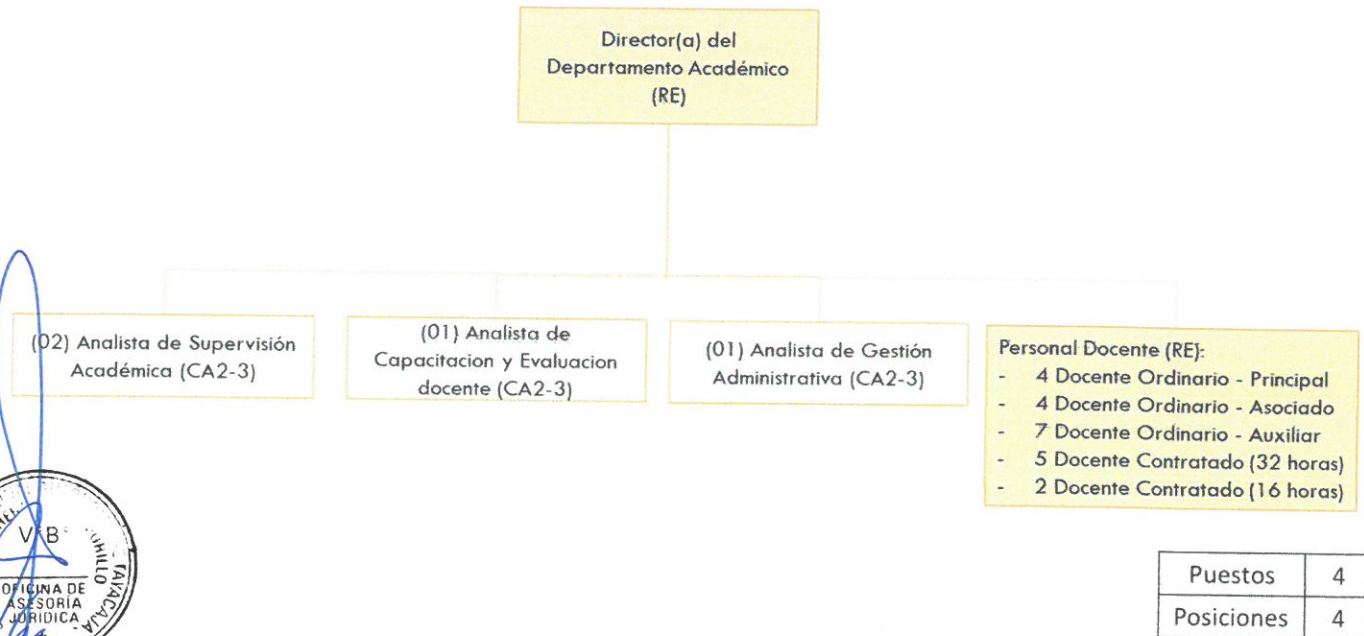 Director(a) del
Departamento Académico
(RE)
(02) Analista de Supervisión
Académica (CA2-3)
(01) Analista de
Capacitacion y Evaluacion
docente (CA2-3)
(01) Analista de Gestión
Administrativa (CA2-3)
Personal Docente (RE):
- 4 Docente Ordinario - Principal
- 4 Docente Ordinario - Asociado
- 7 Docente Ordinario - Auxiliar
- 5 Docente Contratado (32 horas)
- 2 Docente Contratado (16 horas)
V B
OFICINA DE
ASESORÍA
JURIDICA
TAYACAJA
Puestos 4
Posiciones 4